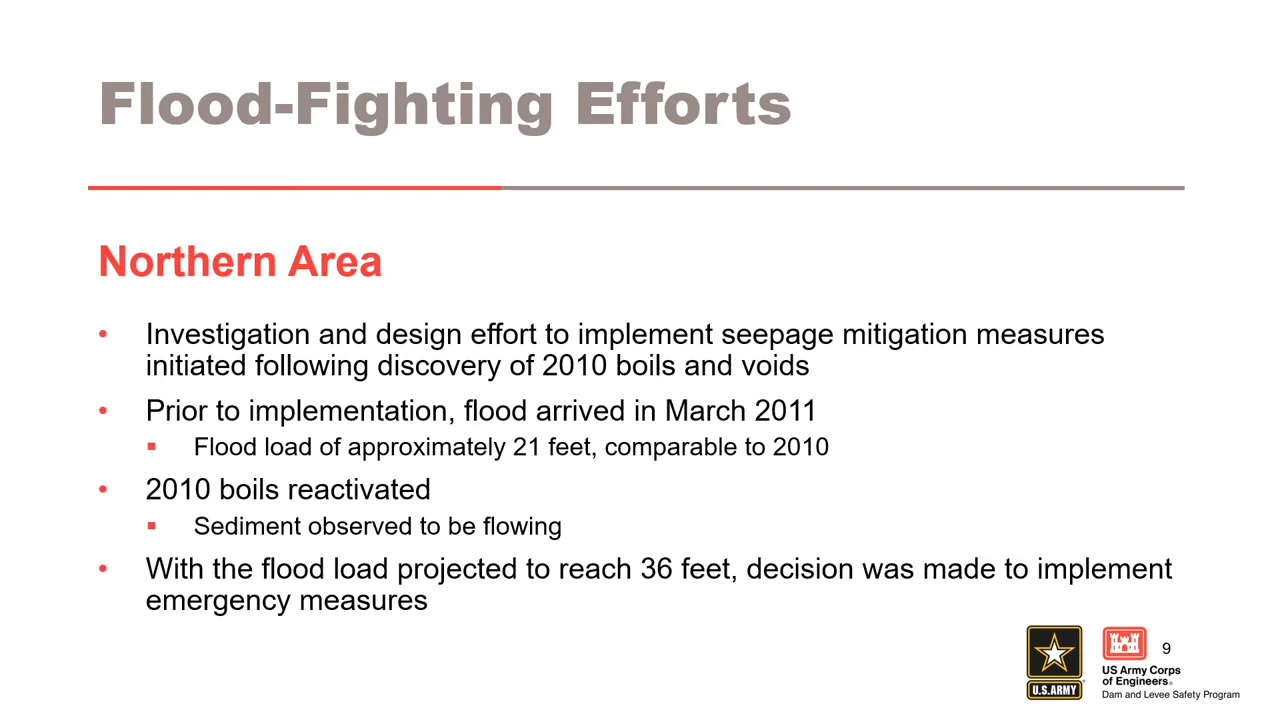 Flood-Fighting Efforts
Northern Area
• Investigation and design effort to implement seepage mitigation measures
initiated following discovery of 2010 boils and voids
• Prior to implementation, flood arrived in March 2011
▪ Flood load of approximately 21 feet, comparable to 2010
• 2010 boils reactivated
▪ Sediment observed to be flowing
• With the flood load projected to reach 36 feet, decision was made to implement
emergency measures
9
U.S.ARMY
US Army Corps
of Engineers®
Dam and Levee Safety Program